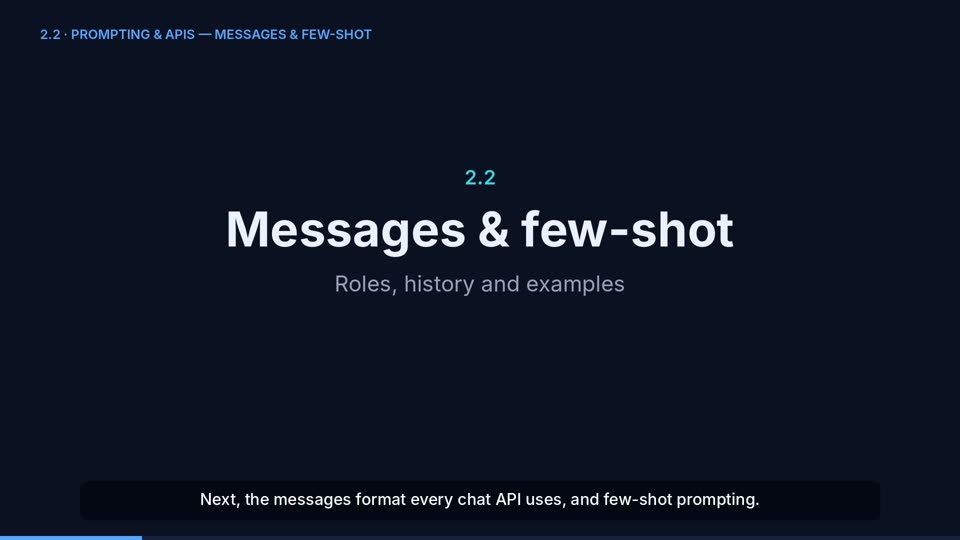 2.2 · PROMPTING & APIS — MESSAGES & FEW-SHOT
2.2
Messages & few-shot
Roles, history and examples
Next, the messages format every chat API uses, and few-shot prompting.